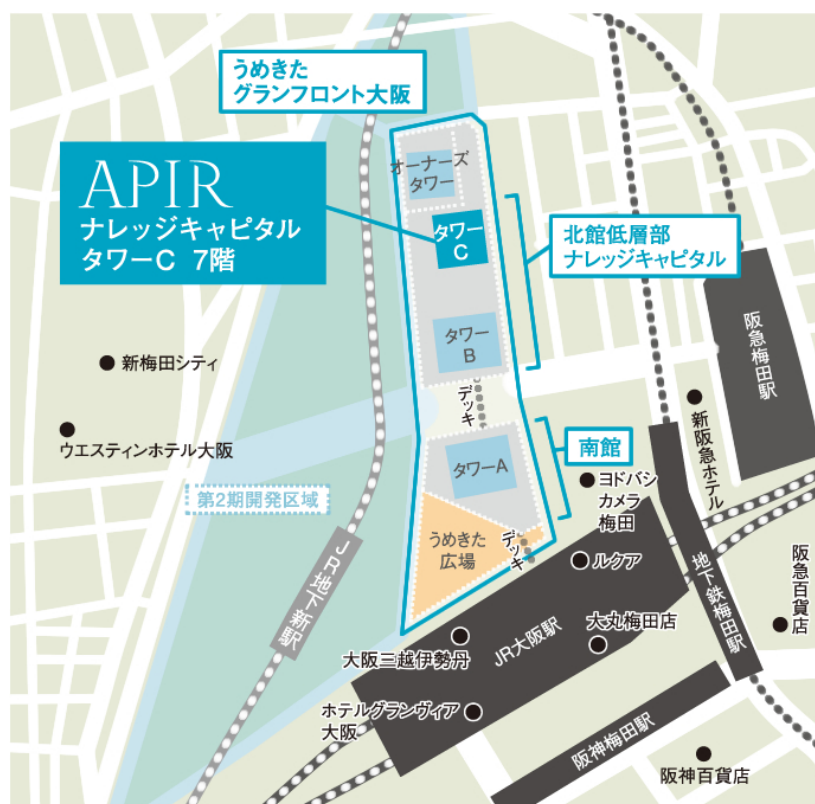 うめきた
グランフロント大阪
オーナーズ
タワー
APIR
ナレッジキャピタル
タワーC 7階
タワー
C
北館低層部
ナレッジキャピタル
阪急梅田駅
タワー
B
新梅田シティ
デッキ
新阪急ホテル
ウエスティンホテル大阪
南館
タワーA
ヨドバシ
カメラ
梅田
第2期開発区域
うめきた
広場
デッキ
ルクア
JR地下新駅
地下鉄梅田駅
阪急
百貨店
大丸梅田店
JR大阪駅
大阪三越伊勢丹
ホテルグランヴィア
大阪
阪神梅田駅
阪神百貨店